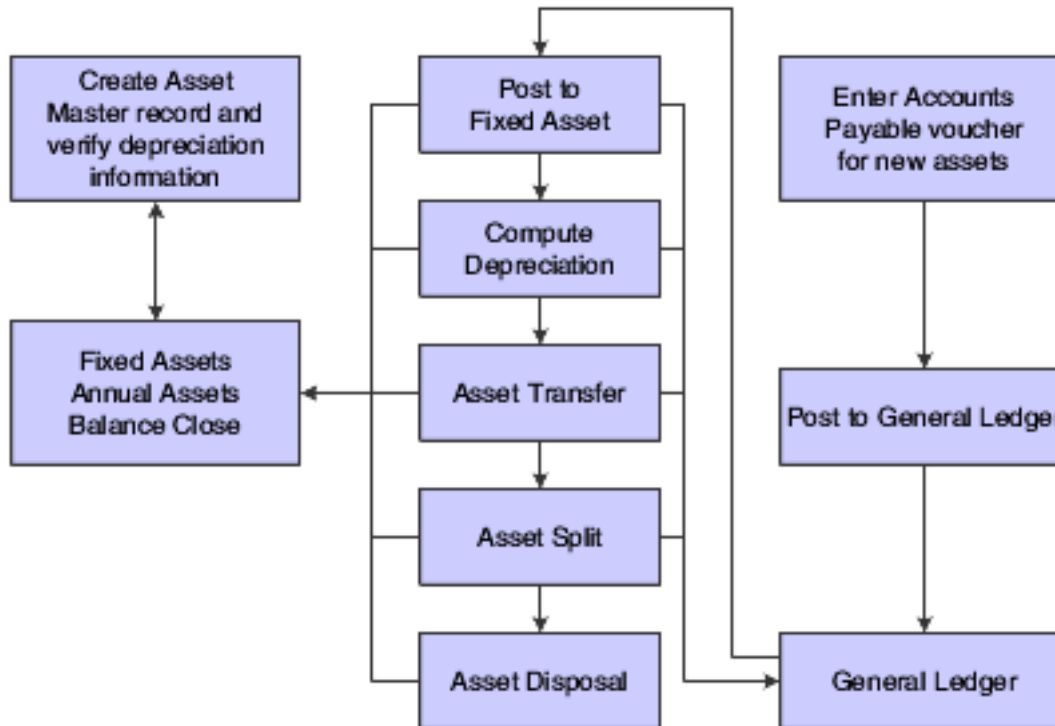 Create Asset
Master record and
verify depreciation
information
Fixed Assets
Annual Assets
Balance Close
Post to
Fixed Asset
Compute
Depreciation
Asset Transfer
Asset Split
Asset Disposal
Enter Accounts
Payable voucher
for new assets
Post to General Ledger
General Ledger